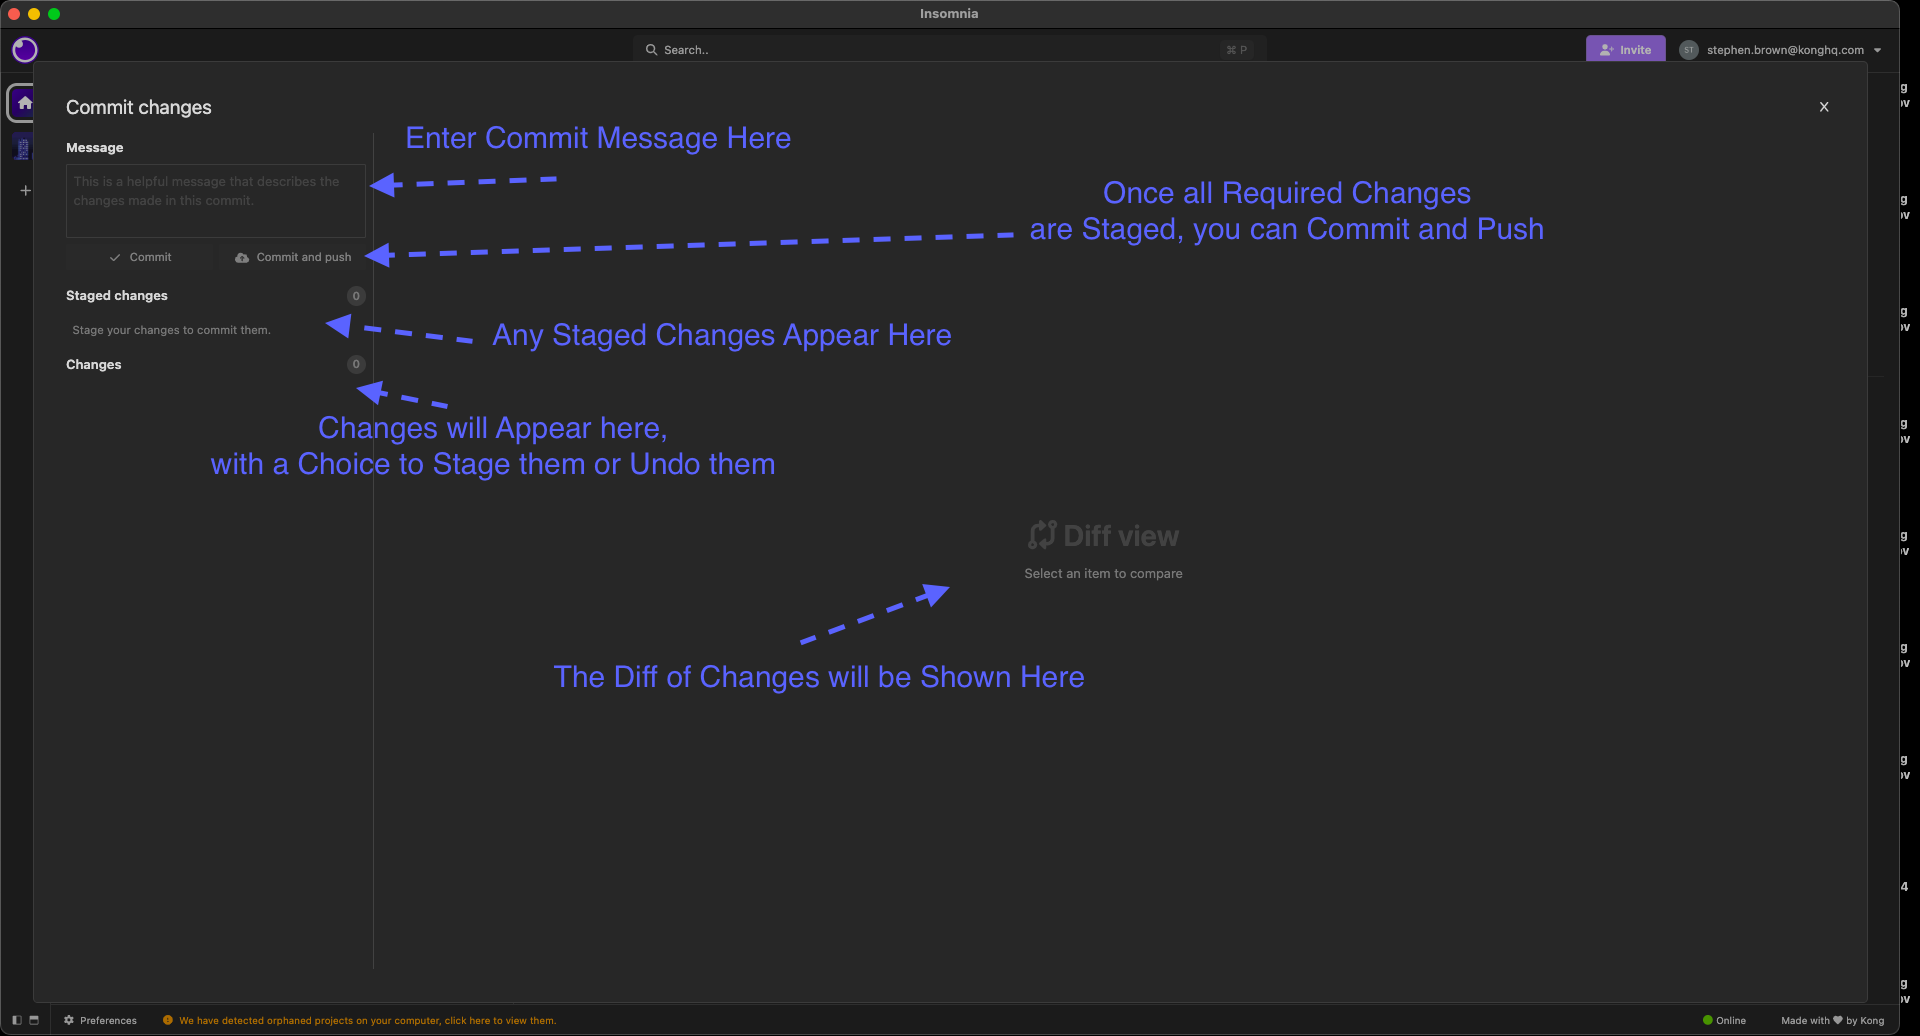 Insomnia
Search..
⌘ P
Invite
ST
stephen.brown@konghq.com
Commit changes
X
Message
Enter Commit Message Here
This is a helpful message that describes the
changes made in this commit.
Once all Required Changes
are Staged, you can Commit and Push
Commit
Commit and push
Staged changes
0
Stage your changes to commit them.
Any Staged Changes Appear Here
Changes
0
Changes will Appear here,
with a Choice to Stage them or Undo them
Diff view
Select an item to compare
The Diff of Changes will be Shown Here
Preferences
We have detected orphaned projects on your computer, click here to view them.
Online
Made with ♥ by Kong